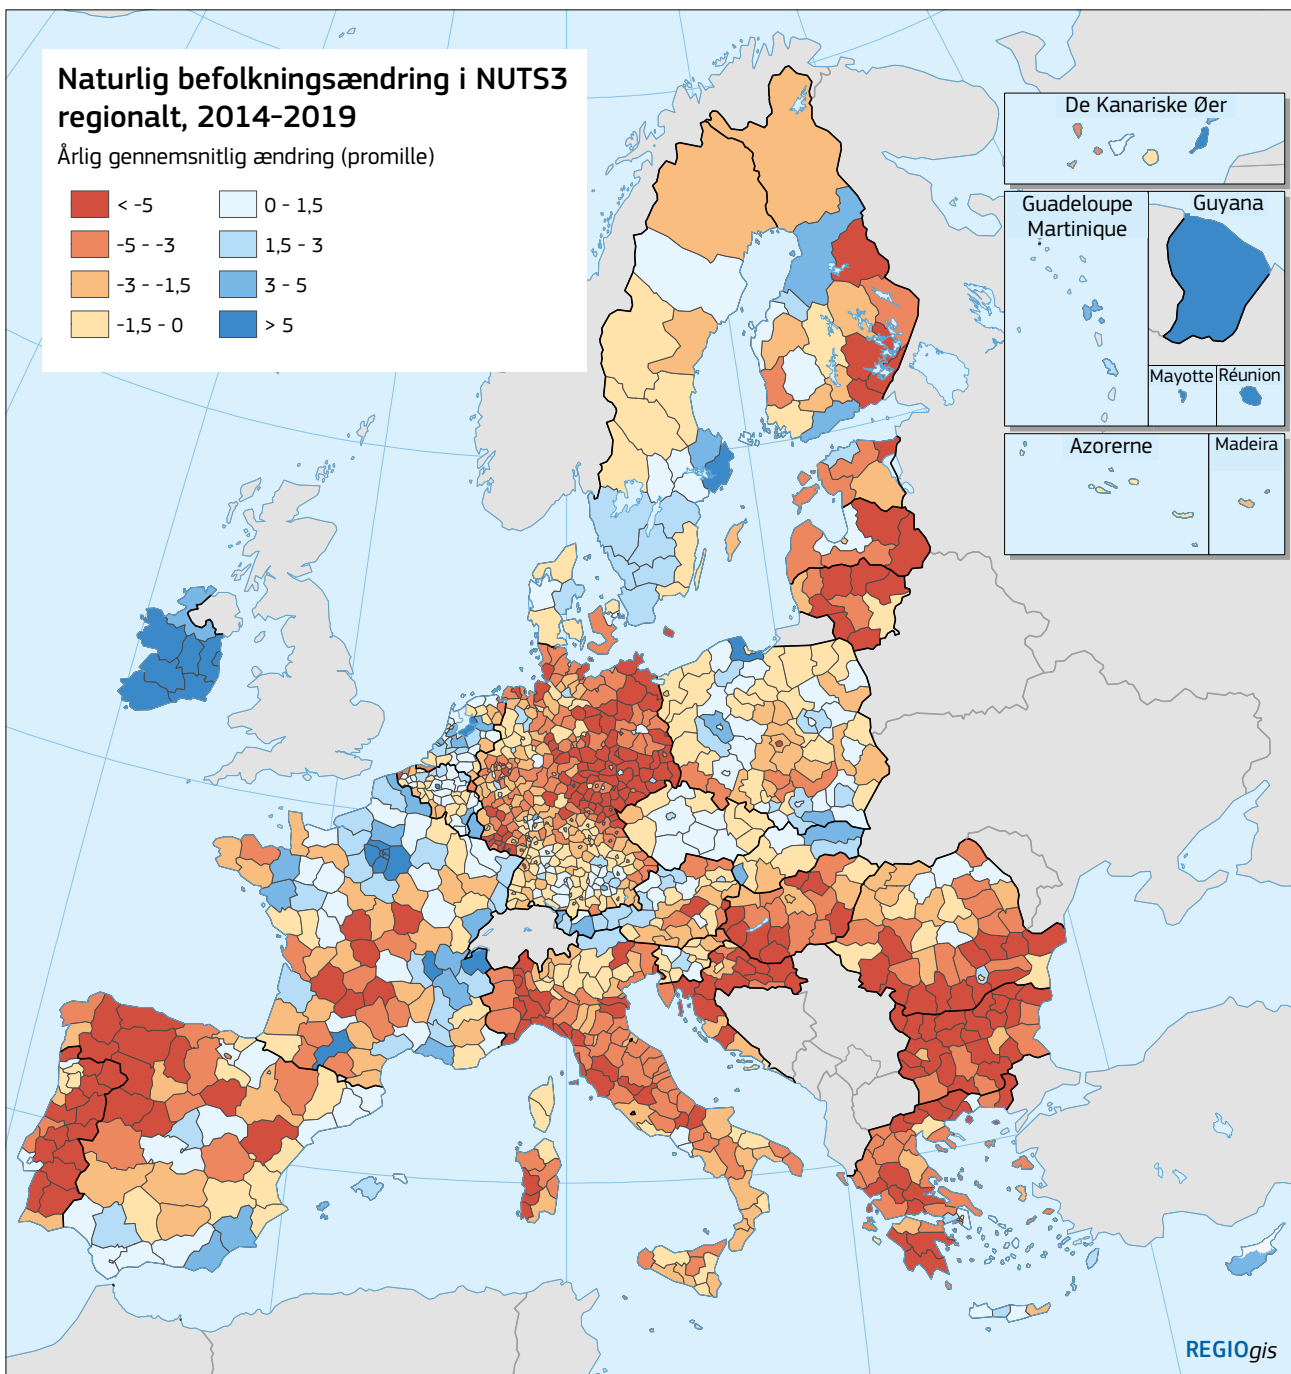 Naturlig befolkningsændring i NUTS3
regionalt, 2014-2019
Årlig gennemsnitlig ændring (promille)
< -5
-5 - -3
-3 - -1,5
-1,5 - 0
0 - 1,5
1,5 - 3
3 - 5
> 5
De Kanariske Øer
Guadeloupe
Martinique
Guyana
Mayotte
Réunion
Azorerne
Madeira
REGIOgis